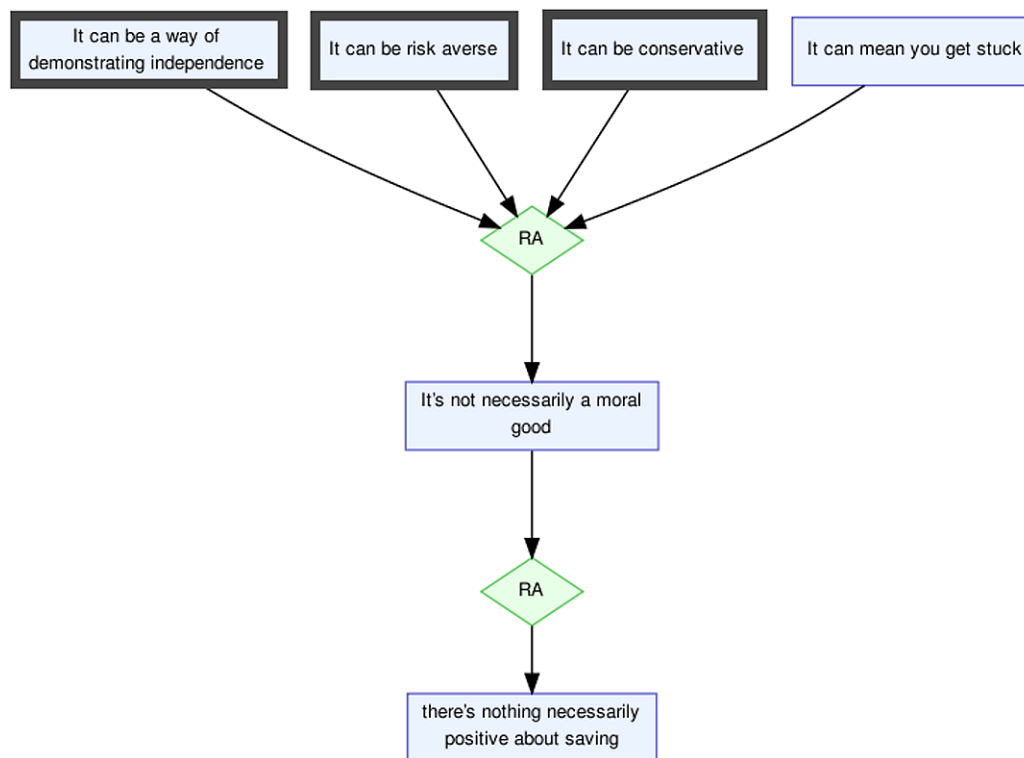 It can be a way of
demonstrating independence
It can be risk averse
It can be conservative
It can mean you get stuck
RA
It's not necessarily a moral
good
RA
there's nothing necessarily
positive about saving